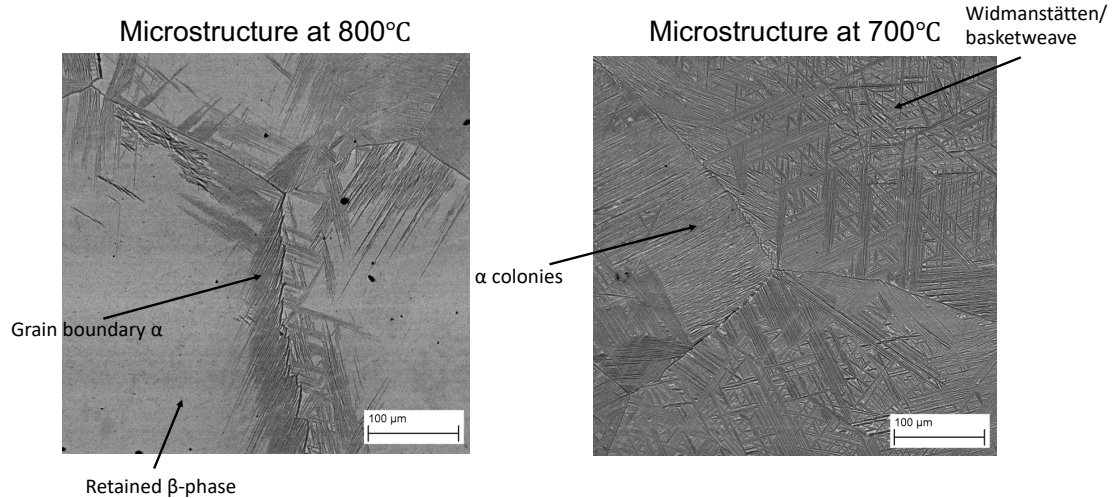 Microstructure at 800℃
Microstructure at 700℃
Widmanstätten/
basketweave
α colonies
Grain boundary α
100 µm
100 µm
Retained β-phase